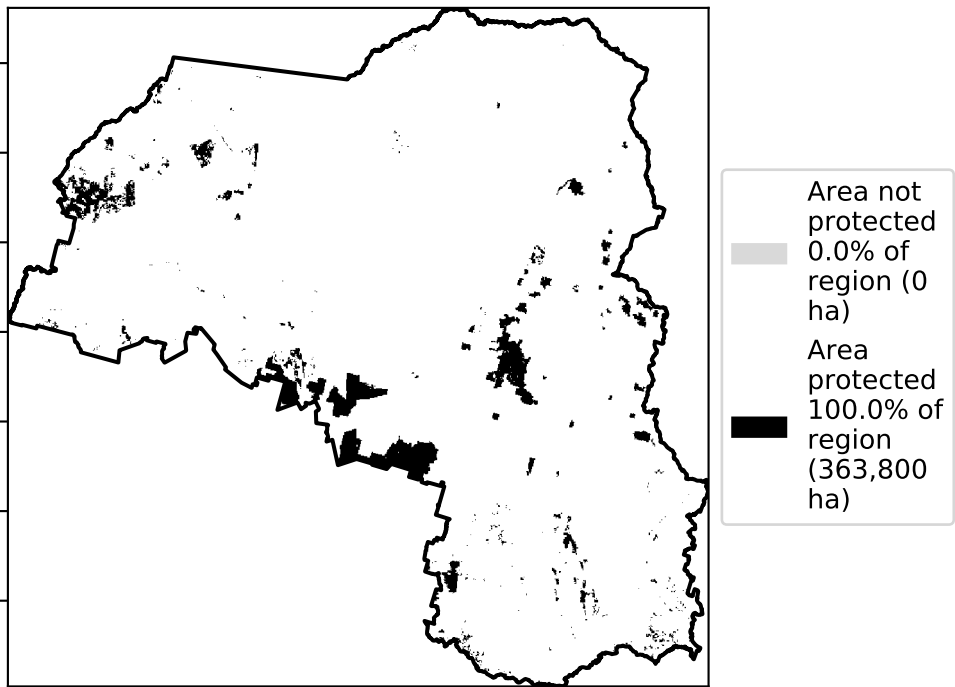 Area not
protected
0.0% of
region (0
ha)
Area
protected
100.0% of
region
(363,800
ha)